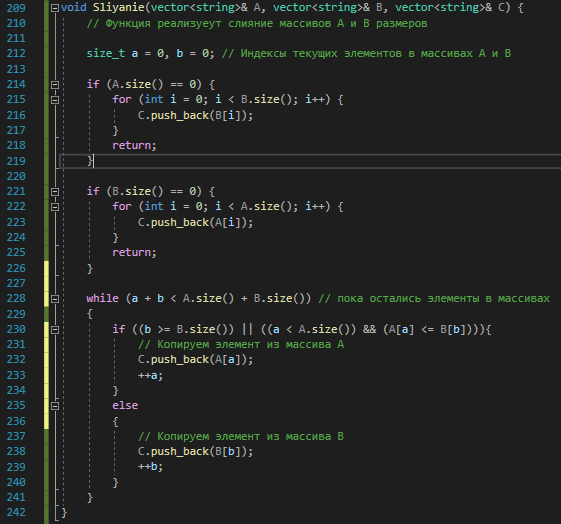 209 void Sliyanie(vector<string>& A, vector<string>& B, vector<string>& C) {
210 // Функция реализуеут слияние массивов A и B размеров
211
212 size_t a = 0, b = 0; // Индексы текущих элементов в массивах A и B
213
214 if (A.size() == 0) {
215 for (int i = 0; i < B.size(); i++) {
216 C.push_back(B[i]);
217 }
218 return;
219 }
220
221 if (B.size() == 0) {
222 for (int i = 0; i < A.size(); i++) {
223 C.push_back(A[i]);
224 }
225 return;
226 }
227
228 while (a + b < A.size() + B.size()) // пока остались элементы в массивах
229 {
230 if ((b >= B.size()) || ((a < A.size()) && (A[a] <= B[b]))){
231 // Копируем элемент из массива A
232 C.push_back(A[a]);
233 ++a;
234 }
235 else
236 {
237 // Копируем элемент из массива B
238 C.push_back(B[b]);
239 ++b;
240 }
241 }
242 }